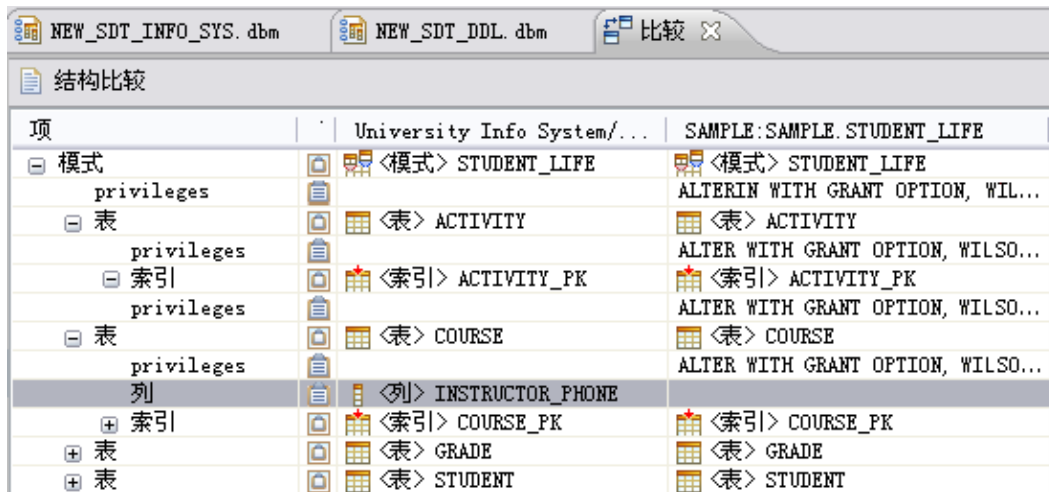 NEW_SDT_INFO_SYS.dbm NEW_SDT_DDL.dbm 比较
结构比较
项 University Info System/... SAMPLE:SAMPLE.STUDENT_LIFE
模式 <模式> STUDENT_LIFE <模式> STUDENT_LIFE
privileges ALTERIN WITH GRANT OPTION, WIL...
表 <表> ACTIVITY <表> ACTIVITY
privileges ALTER WITH GRANT OPTION, WILSO...
索引 <索引> ACTIVITY_PK <索引> ACTIVITY_PK
privileges ALTER WITH GRANT OPTION, WILSO...
表 <表> COURSE <表> COURSE
privileges ALTER WITH GRANT OPTION, WILSO...
列 <列> INSTRUCTOR_PHONE
索引 <索引> COURSE_PK <索引> COURSE_PK
表 <表> GRADE <表> GRADE
表 <表> STUDENT <表> STUDENT